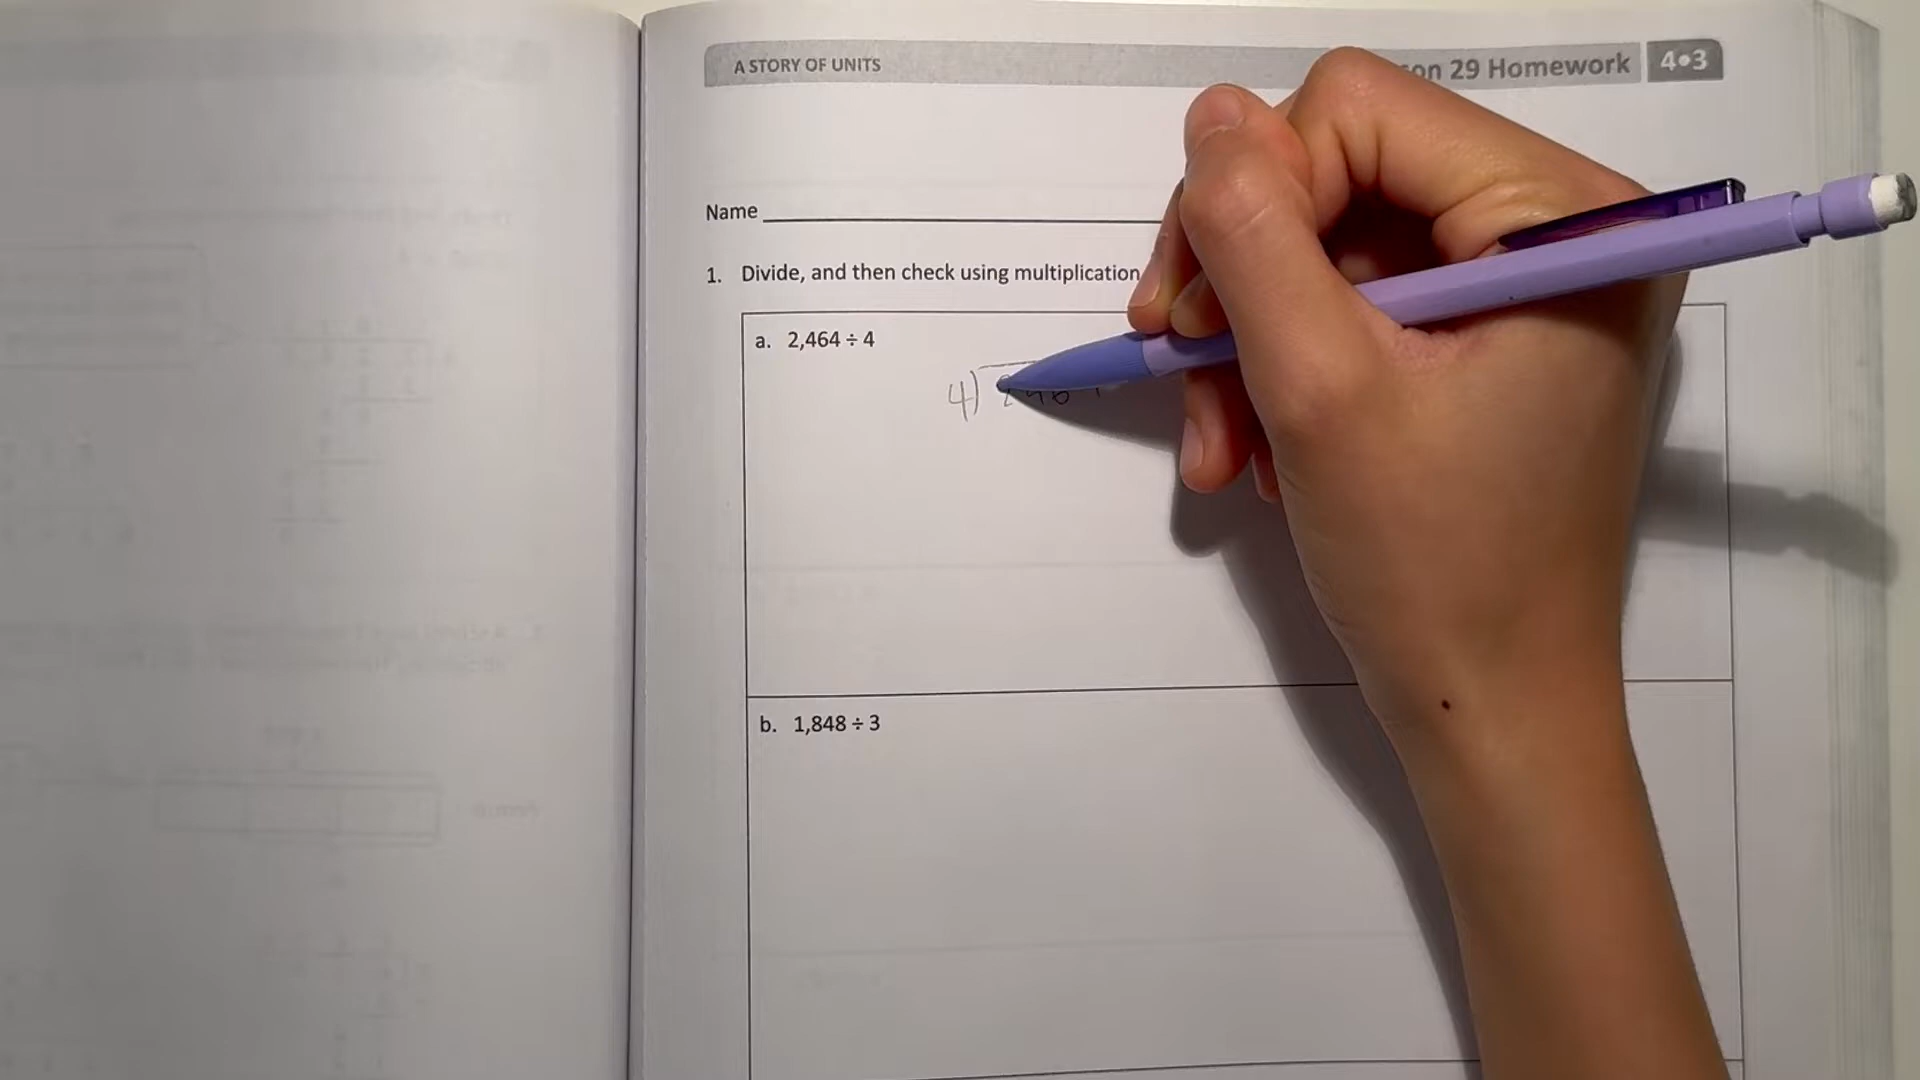 A STORY OF UNITS
on 29 Homework 4•3
Name
1. Divide, and then check using multiplication
a. 2,464 ÷ 4
4)
b. 1,848 ÷ 3